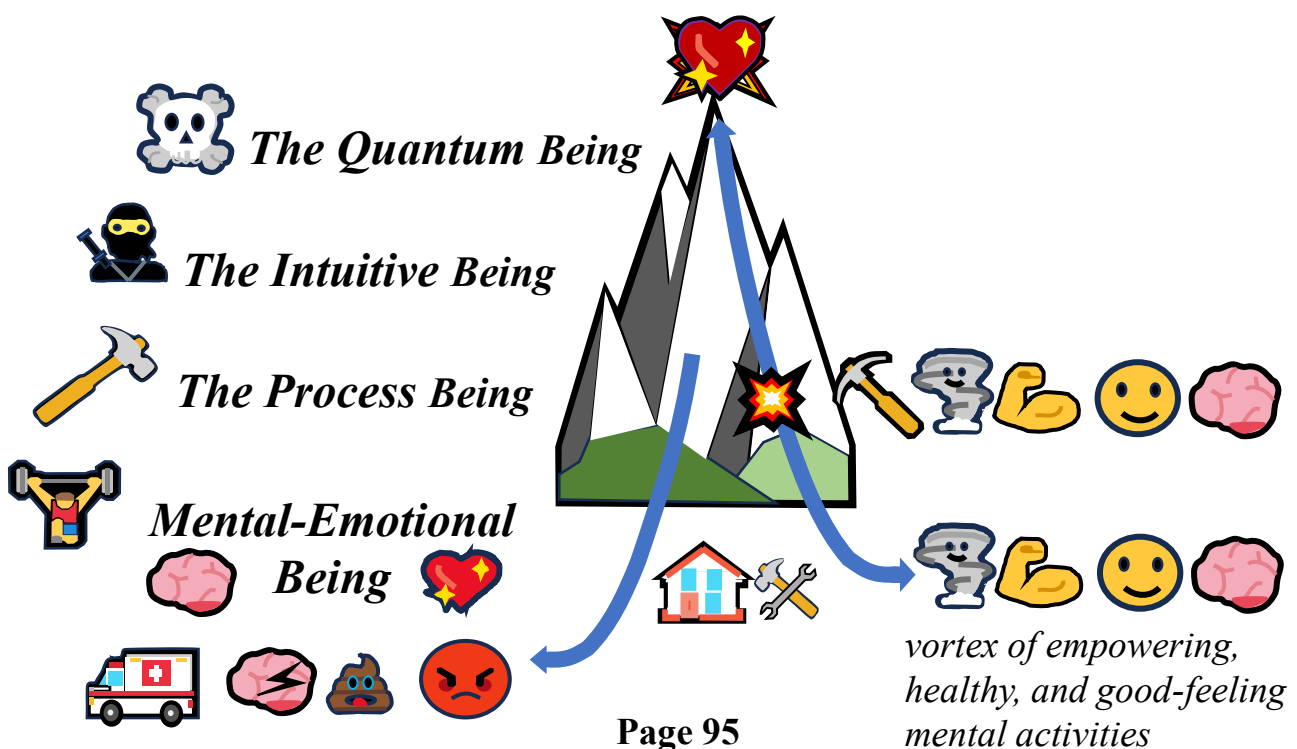 The Quantum Being
The Intuitive Being
The Process Being
Mental-Emotional
Being
vortex of empowering,
healthy, and good-feeling
mental activities
Page 95